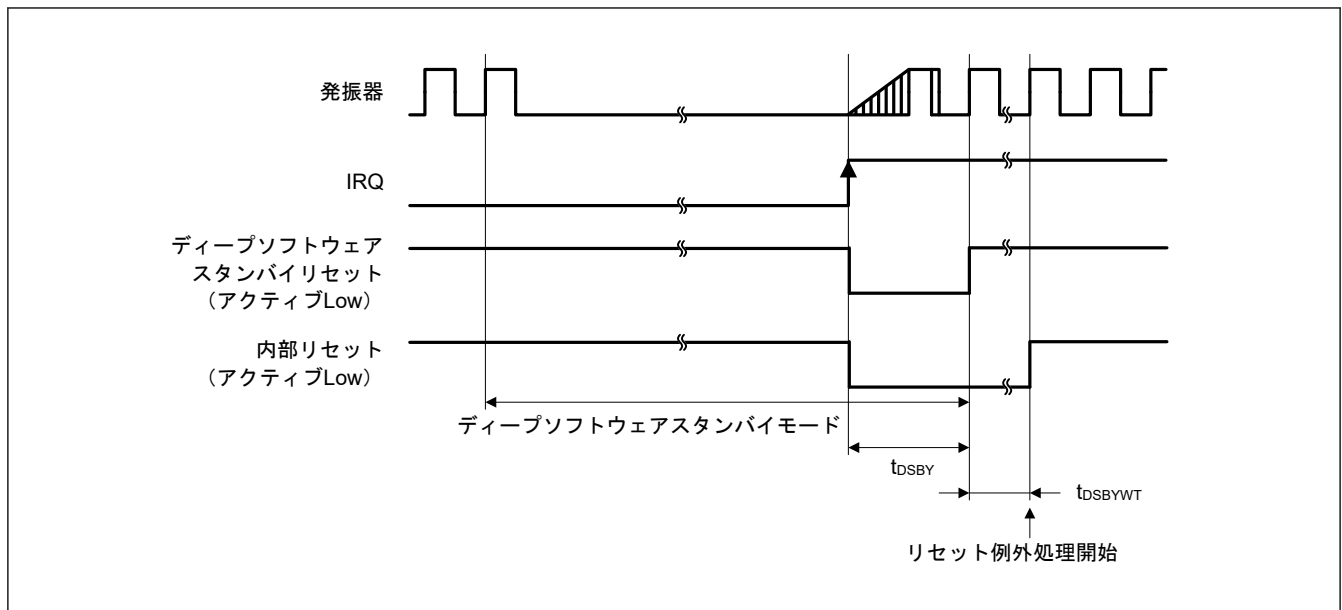 発振器
IRQ
ディープソフトウェア
スタンバイリセット
（アクティブLow）
内部リセット
（アクティブLow）
ディープソフトウェアスタンバイモード
tDSBY
tDSBYWT
リセット例外処理開始